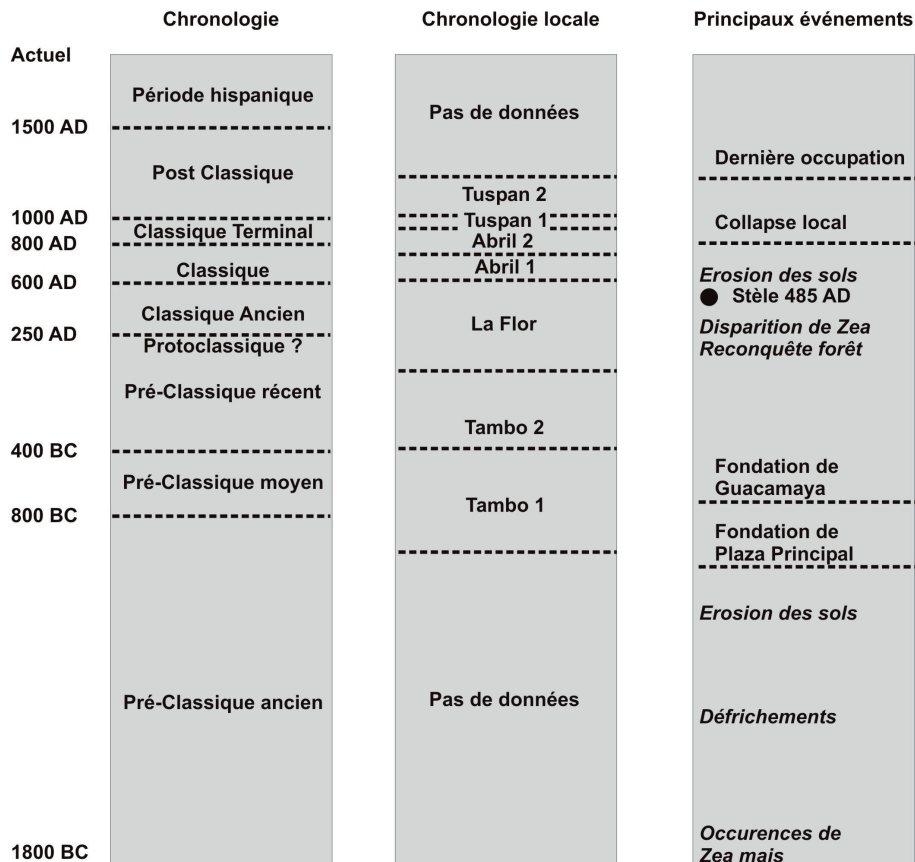 Chronologie
Chronologie locale
Principaux événements
Actuel
Période hispanique
Pas de données
1500 AD
Dernière occupation
Post Classique
Tuspan 2
1000 AD
Tuspan 1
Collapse local
Classique Terminal
800 AD
Abril 2
Classique
Abril 1
Erosion des sols
600 AD
Stèle 485 AD
Classique Ancien
La Flor
250 AD
Disparition de Zea
Protoclassique ?
Reconquête forêt
Pré-Classique récent
Tambo 2
400 BC
Fondation de
Guacamaya
Pré-Classique moyen
Tambo 1
800 BC
Fondation de
Plaza Principal
Erosion des sols
Pré-Classique ancien
Pas de données
Défrichements
Occurences de
Zea mais
1800 BC